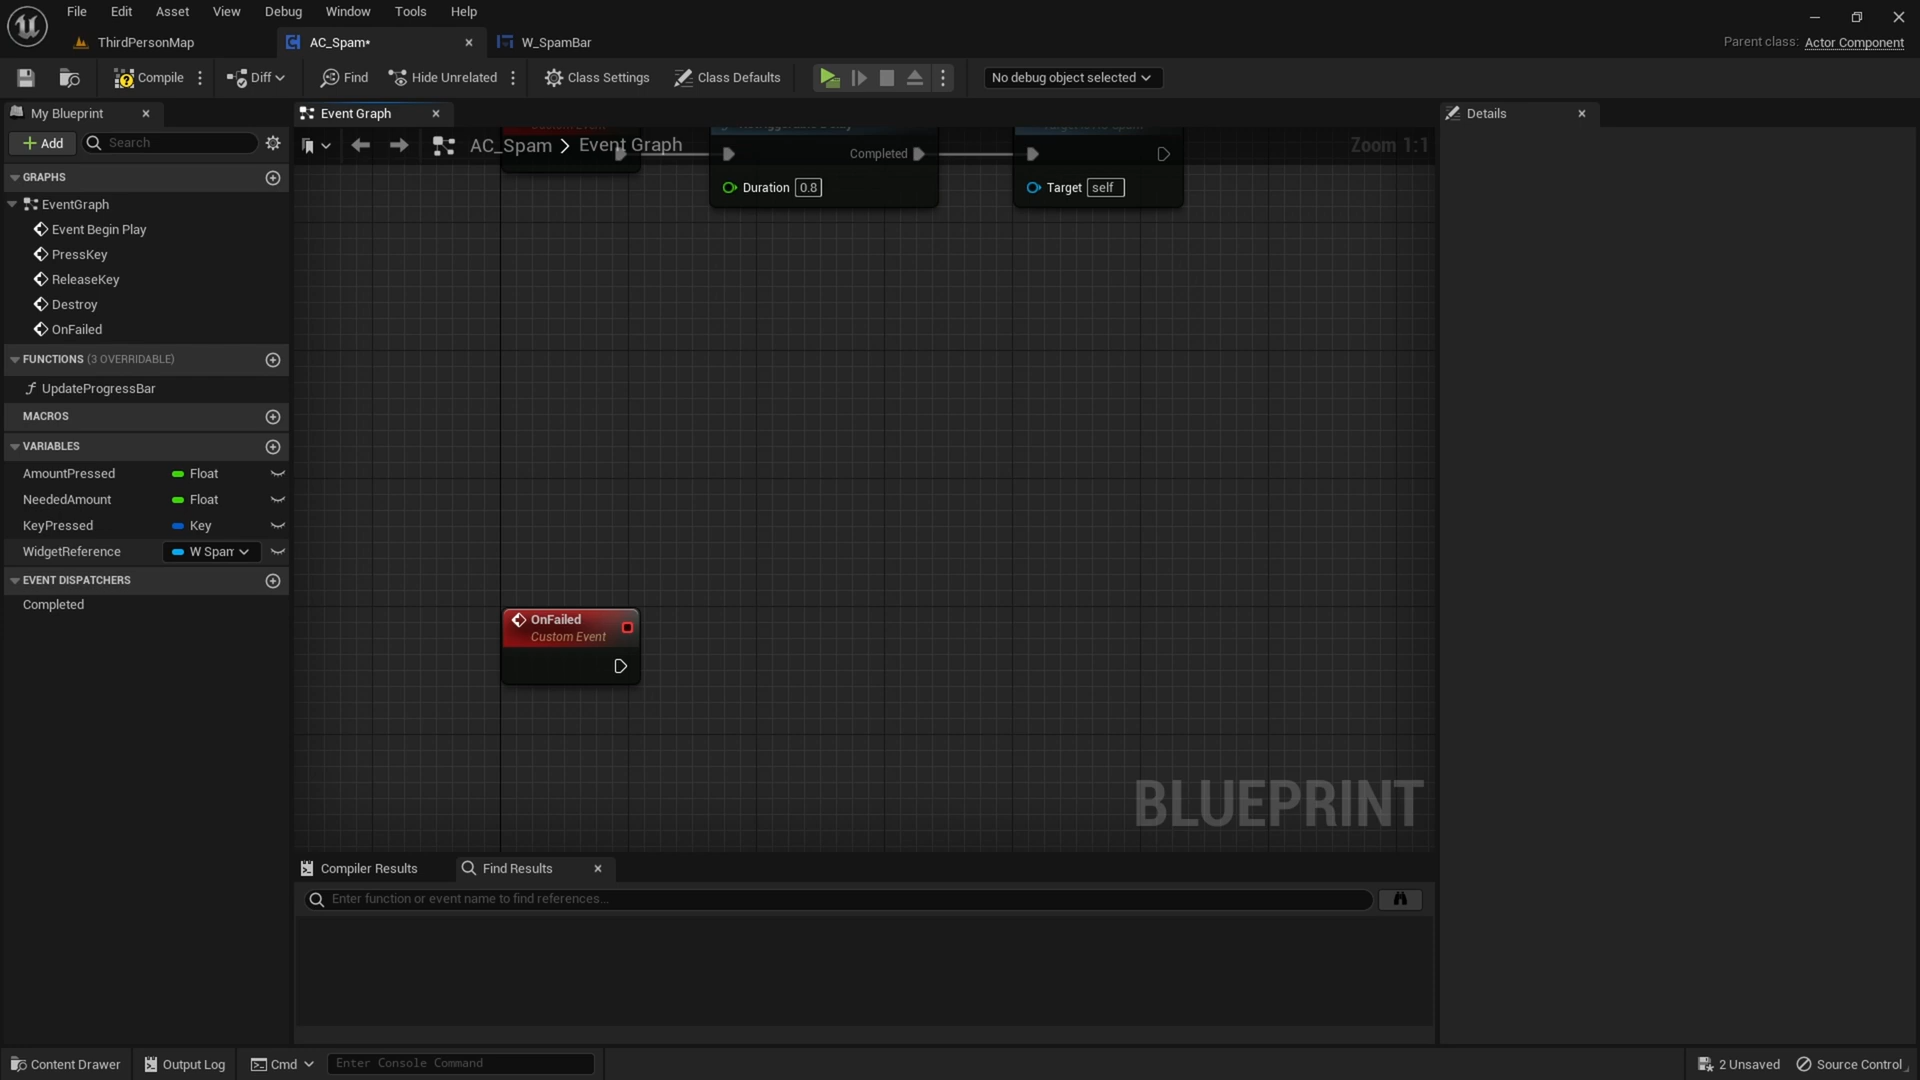 File Edit Asset View Debug Window Tools Help
ThirdPersonMap
AC_Spam*
W_SpamBar
Parent class: Actor Component
Compile
Diff
Find
Hide Unrelated
Class Settings
Class Defaults
No debug object selected
My Blueprint
Add
Search
GRAPHS
EventGraph
Event Begin Play
PressKey
ReleaseKey
Destroy
OnFailed
FUNCTIONS (3 OVERRIDABLE)
UpdateProgressBar
MACROS
VARIABLES
AmountPressed Float
NeededAmount Float
KeyPressed Key
WidgetReference W Spam
EVENT DISPATCHERS
Completed
Event Graph
AC_Spam > Event Graph
Zoom 1:1
Completed
Duration 0.8
Target self
OnFailed
Custom Event
BLUEPRINT
Compiler Results
Find Results
Enter function or event name to find references...
Details
Content Drawer
Output Log
Cmd
Enter Console Command
2 Unsaved
Source Control